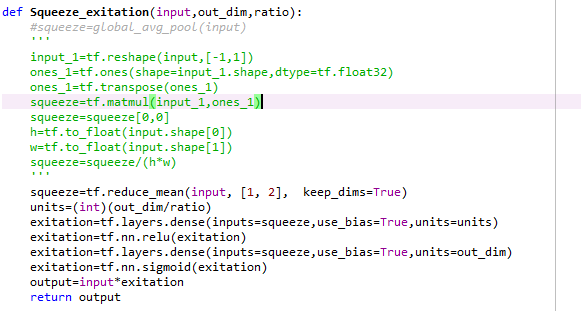 def Squeeze_exitation(input,out_dim,ratio):
#squeeze=global_avg_pool(input)
'''
input_1=tf.reshape(input,[-1,1])
ones_1=tf.ones(shape=input_1.shape,dtype=tf.float32)
ones_1=tf.transpose(ones_1)
squeeze=tf.matmul(input_1,ones_1)
squeeze=squeeze[0,0]
h=tf.to_float(input.shape[0])
w=tf.to_float(input.shape[1])
squeeze=squeeze/(h*w)
'''
squeeze=tf.reduce_mean(input, [1, 2],  keep_dims=True)
units=(int)(out_dim/ratio)
exitation=tf.layers.dense(inputs=squeeze,use_bias=True,units=units)
exitation=tf.nn.relu(exitation)
exitation=tf.layers.dense(inputs=squeeze,use_bias=True,units=out_dim)
exitation=tf.nn.sigmoid(exitation)
output=input*exitation
return output